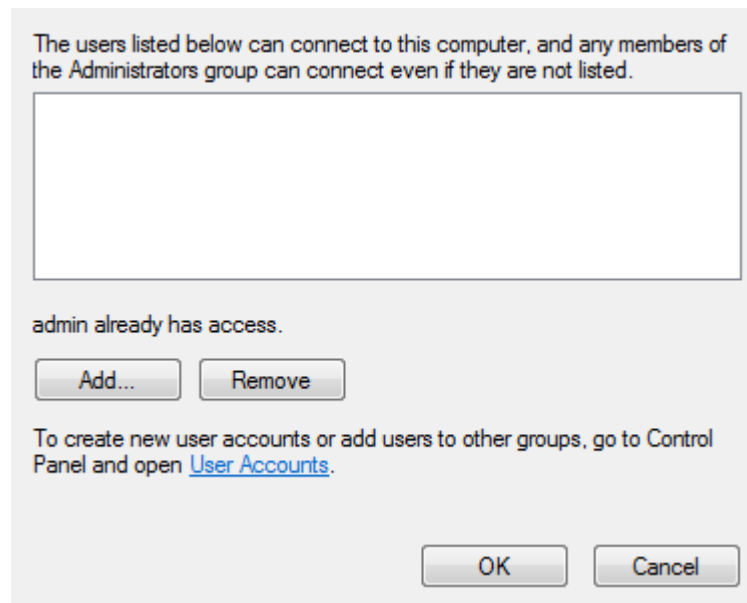 The users listed below can connect to this computer, and any members of
the Administrators group can connect even if they are not listed.
admin already has access.
Add... Remove
To create new user accounts or add users to other groups, go to Control
Panel and open User Accounts.
OK Cancel